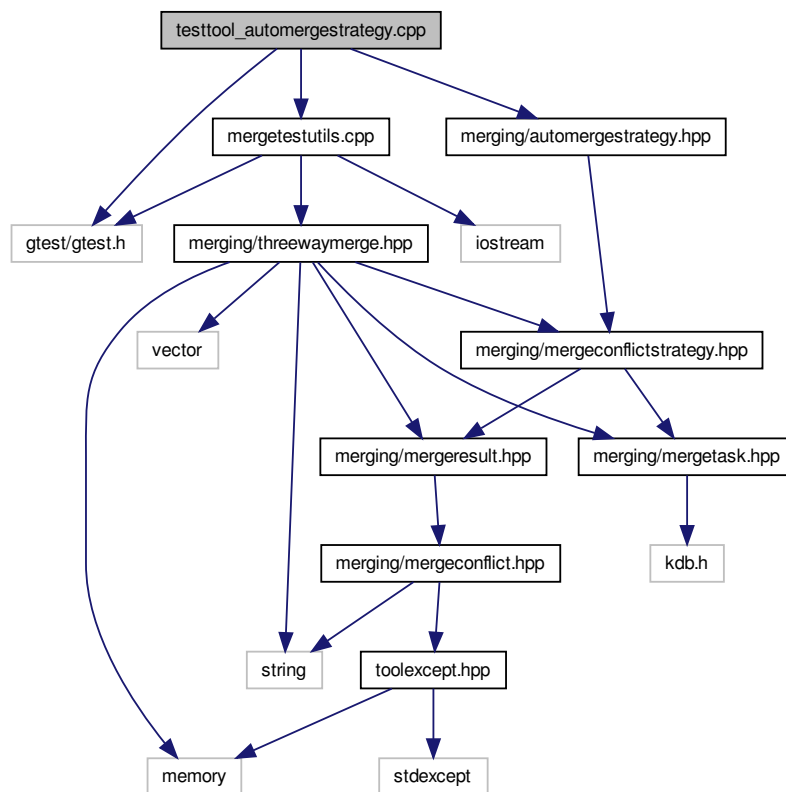 testtool_automergestrategy.cpp
mergetestutils.cpp
merging/automergestrategy.hpp
gtest/gtest.h
merging/threewaymerge.hpp
iostream
vector
merging/mergeconflictstrategy.hpp
merging/mergeresult.hpp
merging/mergetask.hpp
merging/mergeconflict.hpp
kdb.h
string
toolexcept.hpp
memory
stdexcept